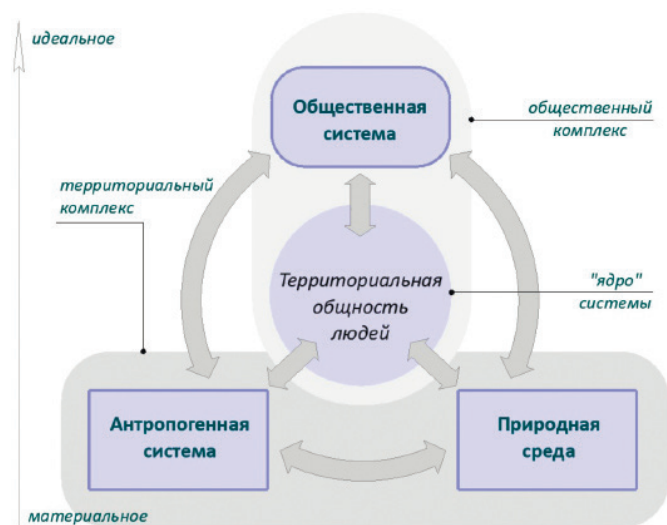 идеальное
Общественная
система
общественный
комплекс
территориальный
комплекс
Территориальная
общность
людей
"ядро"
системы
Антропогенная
система
Природная
среда
материальное